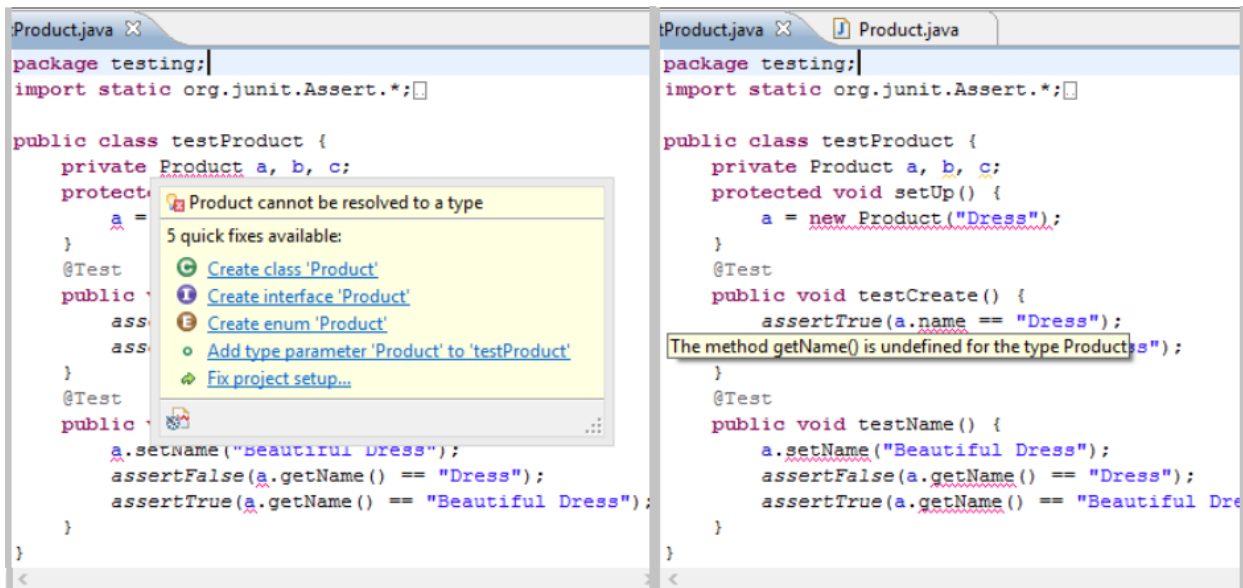 tProduct.java
package testing;
import static org.junit.Assert.*;
public class testProduct {
private Product a, b, c;
protecte
a =
}
@Test
public v
asse
asse
}
@Test
public v
a.setName("Beautiful Dress");
assertFalse(a.getName() == "Dress");
assertTrue(a.getName() == "Beautiful Dress");
}
}
Product cannot be resolved to a type
5 quick fixes available:
Create class 'Product'
Create interface 'Product'
Create enum 'Product'
Add type parameter 'Product' to 'testProduct'
Fix project setup...
tProduct.java
Product.java
package testing;
import static org.junit.Assert.*;
public class testProduct {
private Product a, b, c;
protected void setUp() {
a = new Product("Dress");
}
@Test
public void testCreate() {
assertTrue(a.name == "Dress");
The method getName() is undefined for the type Product
ss");
}
@Test
public void testName() {
a.setName("Beautiful Dress");
assertFalse(a.getName() == "Dress");
assertTrue(a.getName() == "Beautiful Dre
}
}